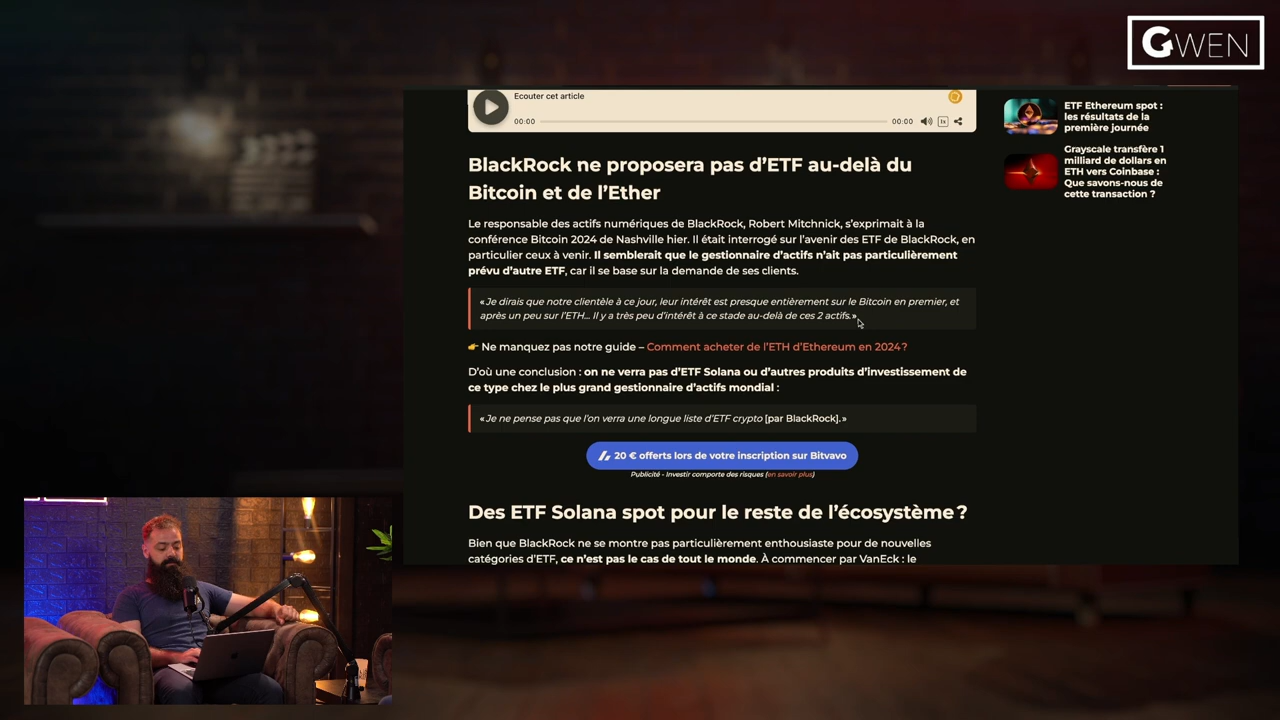 GWEN
Ecouter cet article
00:00
00:00
1x
BlackRock ne proposera pas d’ETF au-delà du
Bitcoin et de l’Ether
Le responsable des actifs numériques de BlackRock, Robert Mitchnick, s’exprimait à la
conférence Bitcoin 2024 de Nashville hier. Il était interrogé sur l’avenir des ETF de BlackRock, en
particulier ceux à venir. Il semblerait que le gestionnaire d’actifs n’ait pas particulièrement
prévu d’autre ETF, car il se base sur la demande de ses clients.
« Je dirais que notre clientèle à ce jour, leur intérêt est presque entièrement sur le Bitcoin en premier, et
après un peu sur l’ETH... Il y a très peu d’intérêt à ce stade au-delà de ces 2 actifs. »
👉 Ne manquez pas notre guide – Comment acheter de l’ETH d’Ethereum en 2024 ?
D’où une conclusion : on ne verra pas d’ETF Solana ou d’autres produits d’investissement de
ce type chez le plus grand gestionnaire d’actifs mondial :
« Je ne pense pas que l’on verra une longue liste d’ETF crypto [par BlackRock]. »
20 € offerts lors de votre inscription sur Bitvavo
Publicité - Investir comporte des risques (en savoir plus)
Des ETF Solana spot pour le reste de l’écosystème ?
Bien que BlackRock ne se montre pas particulièrement enthousiaste pour de nouvelles
catégories d’ETF, ce n’est pas le cas de tout le monde. À commencer par VanEck : le
ETF Ethereum spot :
les résultats de la
première journée
Grayscale transfère 1
milliard de dollars en
ETH vers Coinbase :
Que savons-nous de
cette transaction ?